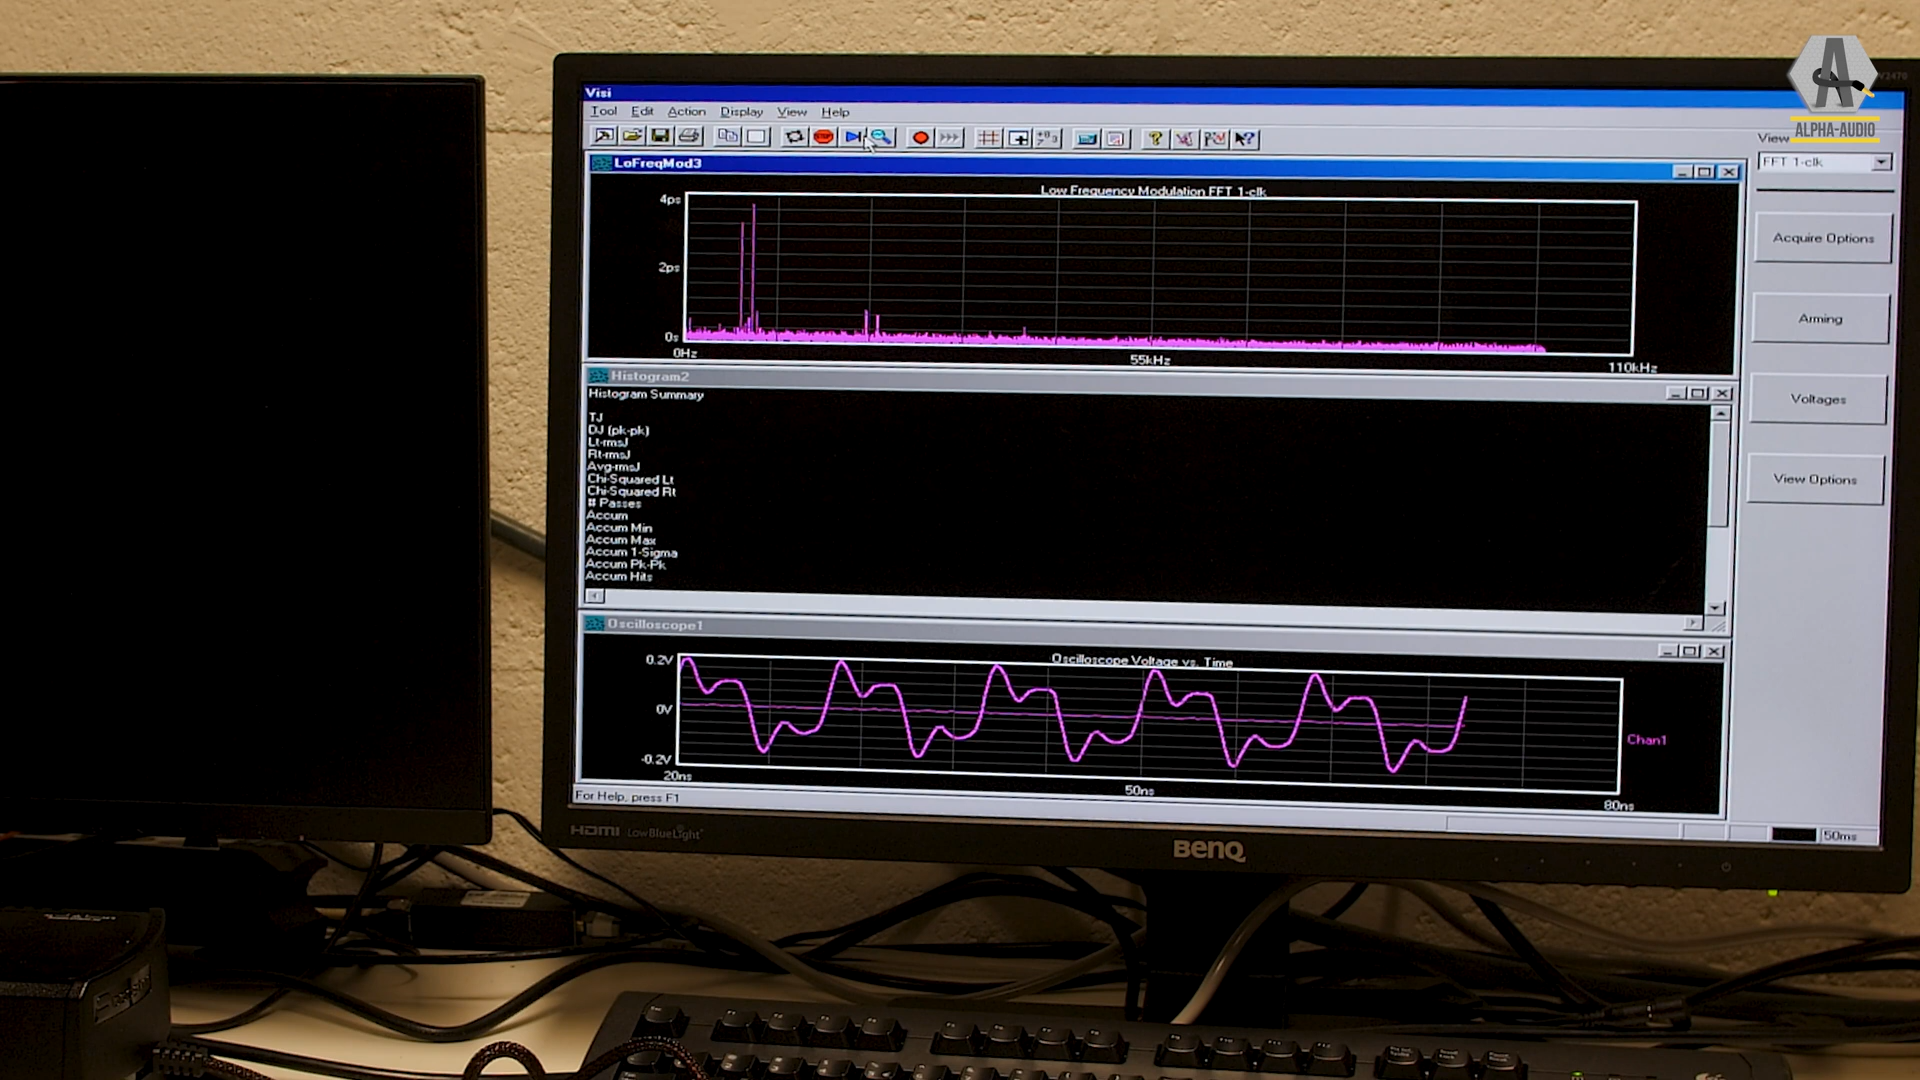 ALPHA-AUDIO
Visi
Tool Edit Action Display View Help
STOP
View
FFT 1-clk
LoFreqMod3
Low Frequency Modulation FFT 1-clk
4ps
2ps
0s
0Hz 55kHz 110kHz
Acquire Options
Arming
Voltages
View Options
Histogram2
Histogram Summary
TJ
DJ (pk-pk)
Lt-rmsJ
Rt-rmsJ
Avg-rmsJ
Chi-Squared Lt
Chi-Squared Rt
# Passes
Accum
Accum Min
Accum Max
Accum 1-Sigma
Accum Pk-Pk
Accum Hits
Oscilloscope1
Oscilloscope Voltage vs. Time
0.2V
0V
-0.2V
20ns 50ns 80ns
Chan1
For Help, press F1
50ms
HDMI LowBlueLight
BenQ